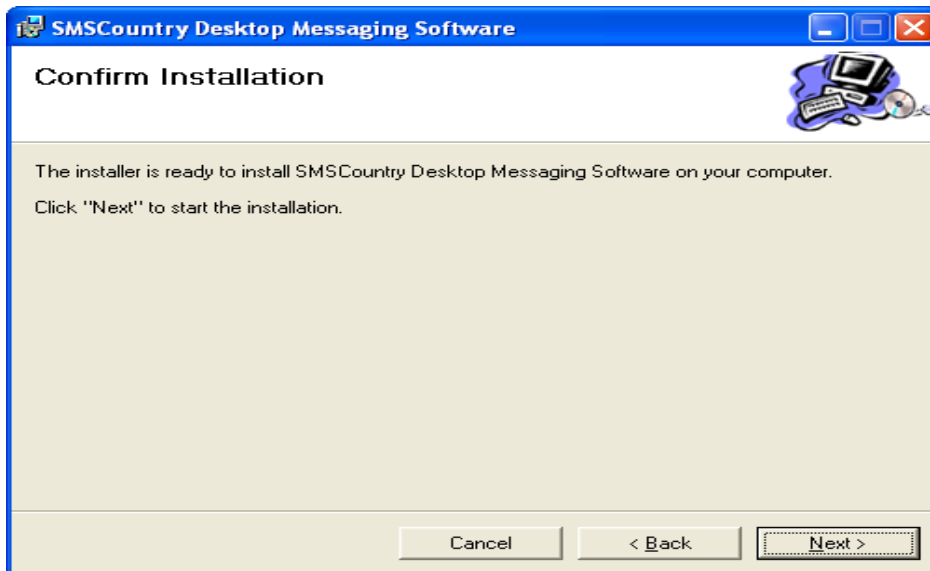 SMSCountry Desktop Messaging Software
Confirm Installation
The installer is ready to install SMSCountry Desktop Messaging Software on your computer.
Click "Next" to start the installation.
Cancel
< Back
Next >